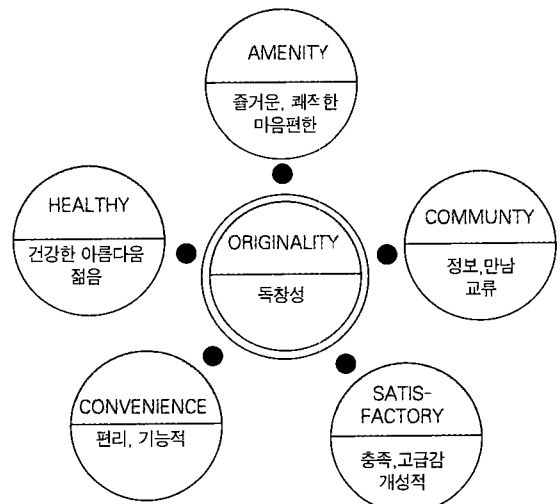 AMENITY
즐거운, 쾌적한
마음편한
HEALTHY
건강한 아름다움
젊음
ORIGINALITY
독창성
COMMUNTY
정보,만남
교류
CONVENIENCE
편리, 기능적
SATIS-
FACTORY
충족,고급감
개성적